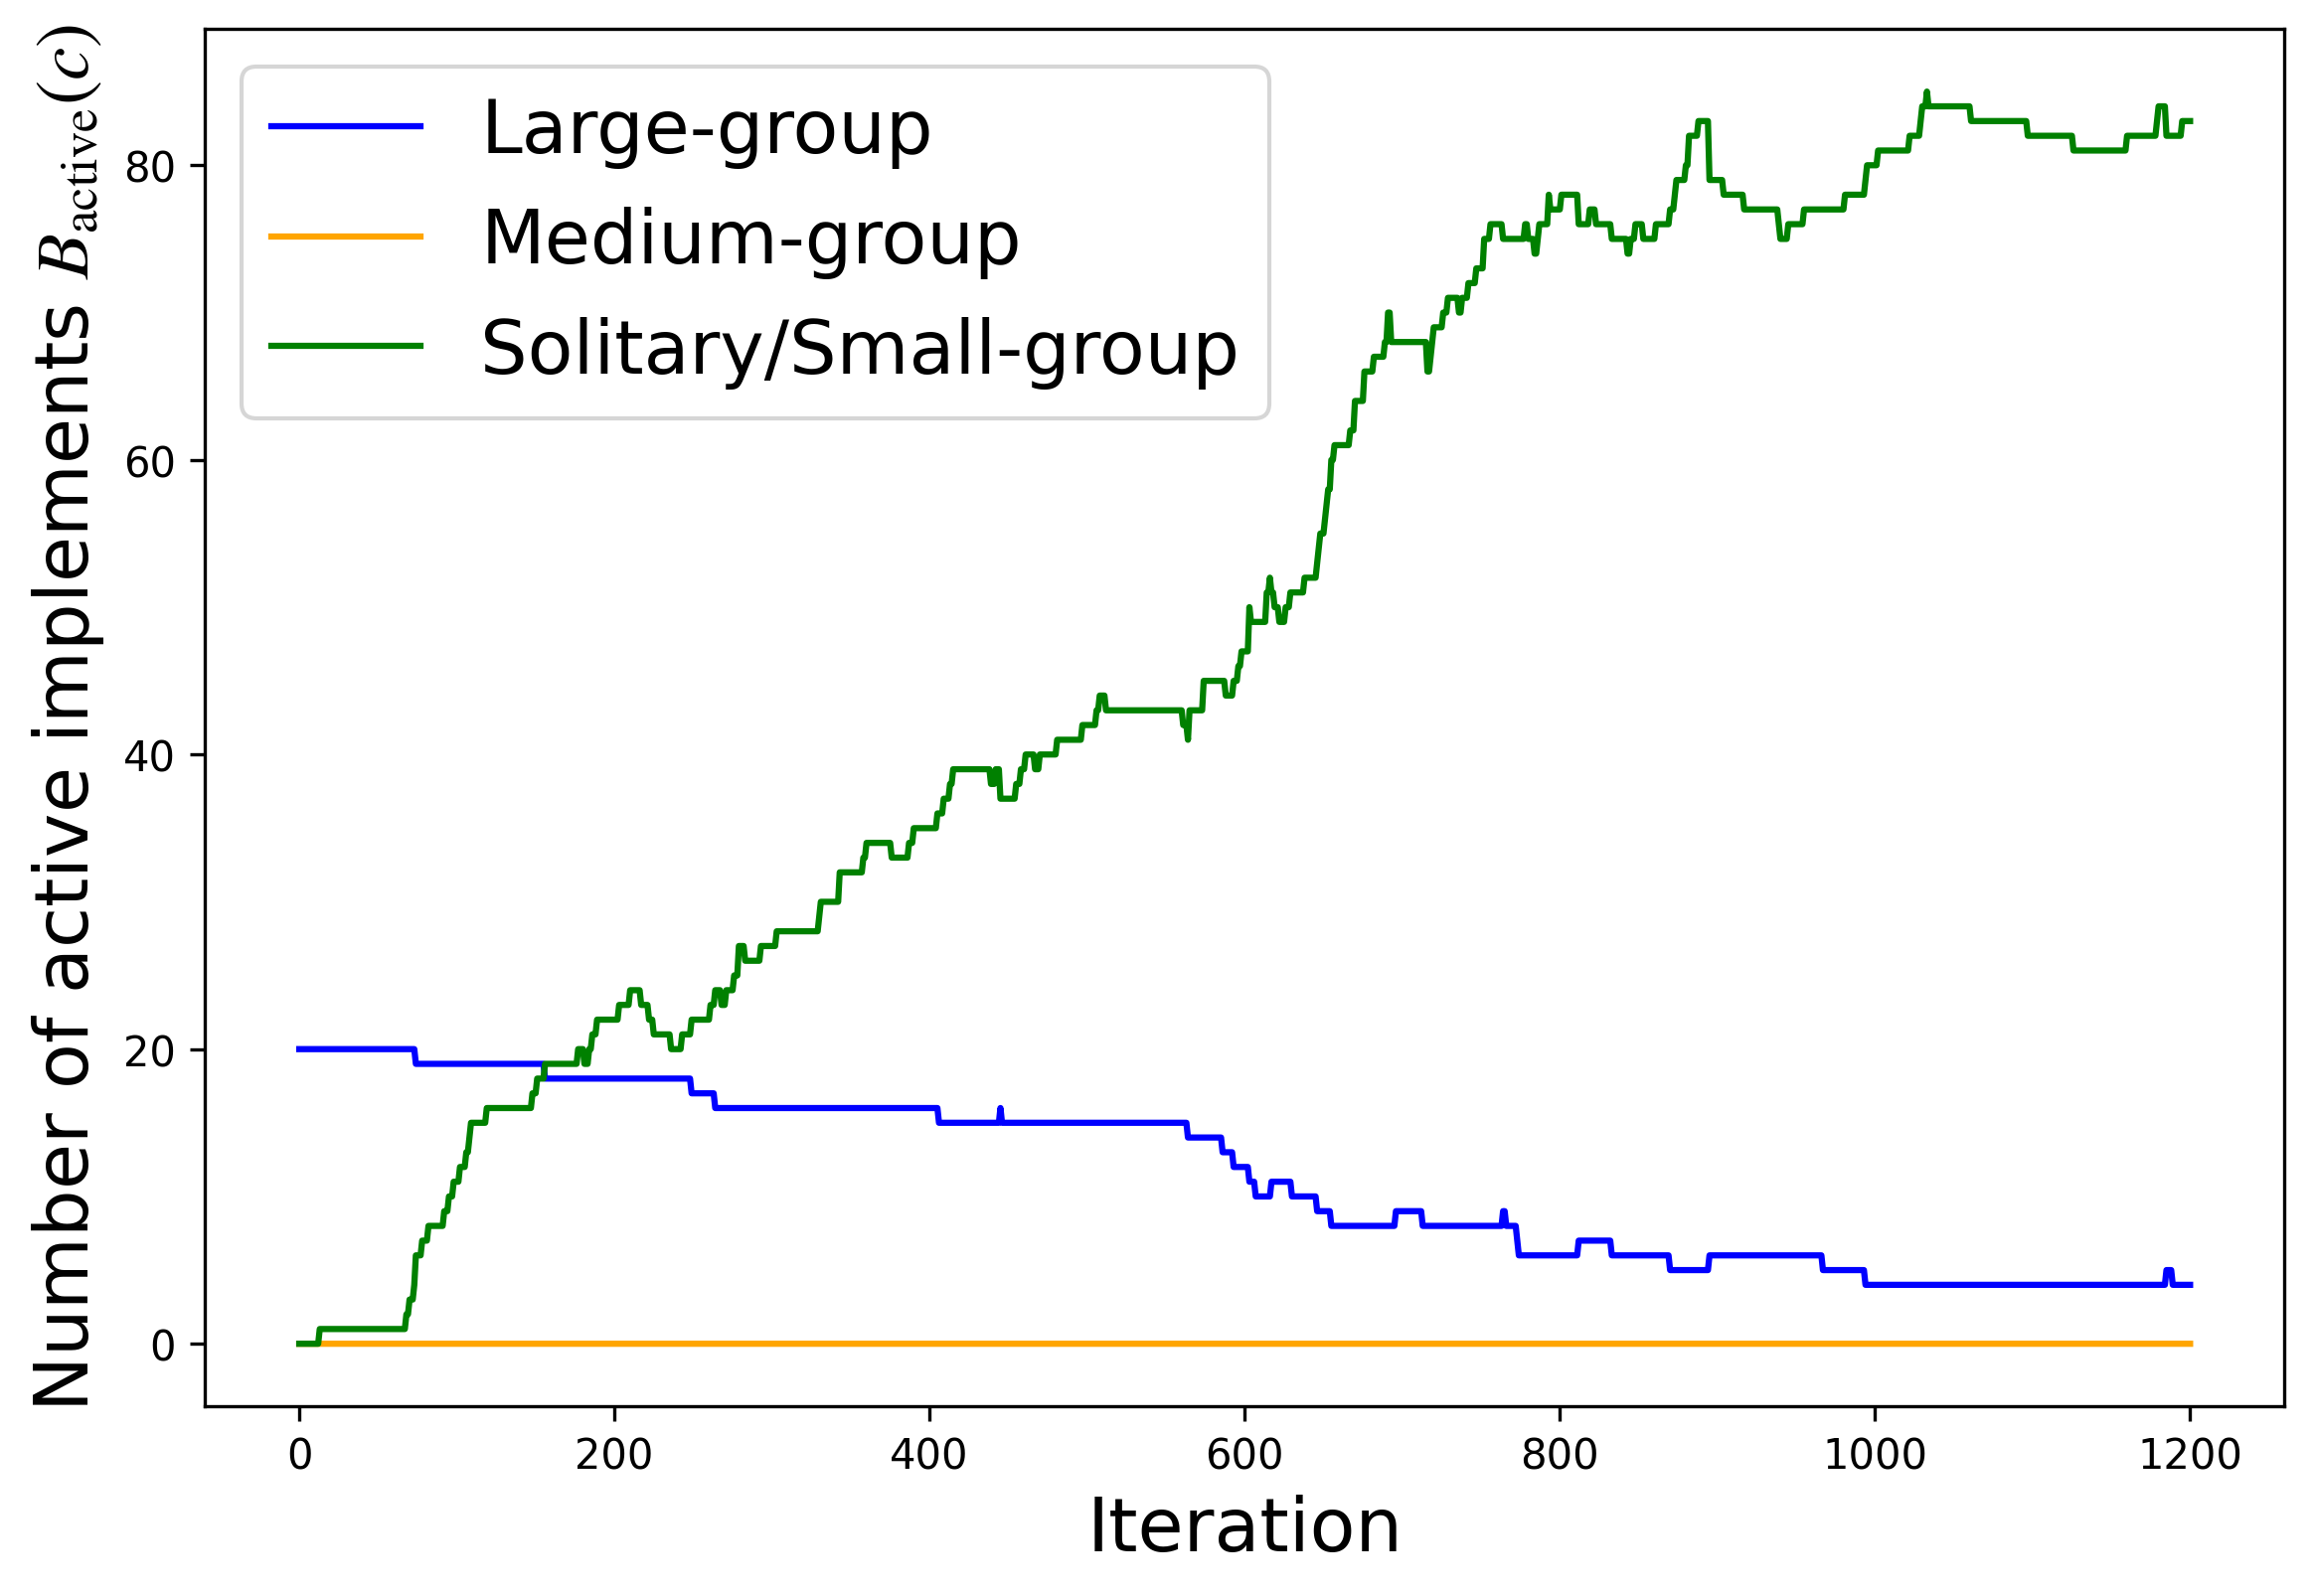 Number of active implements B_active(c)
80
60
40
20
0
Large-group
Medium-group
Solitary/Small-group
0 200 400 600 800 1000 1200
Iteration